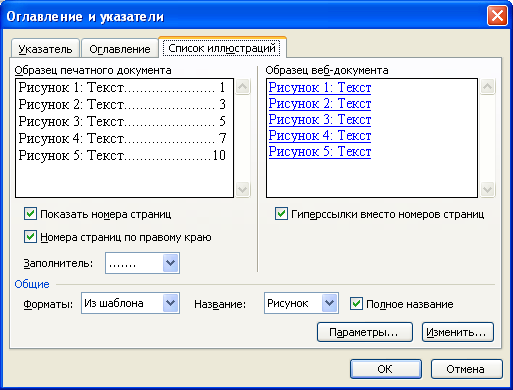 Оглавление и указатели
Указатель Оглавление Список иллюстраций
Образец печатного документа
Рисунок 1: Текст.......................... 1
Рисунок 2: Текст.......................... 3
Рисунок 3: Текст.......................... 5
Рисунок 4: Текст.......................... 7
Рисунок 5: Текст........................ 10
Образец веб-документа
Рисунок 1: Текст
Рисунок 2: Текст
Рисунок 3: Текст
Рисунок 4: Текст
Рисунок 5: Текст
Показать номера страниц
Номера страниц по правому краю
Заполнитель: .......
Гиперссылки вместо номеров страниц
Общие
Форматы: Из шаблона Название: Рисунок Полное название
Параметры... Изменить...
ОК Отмена